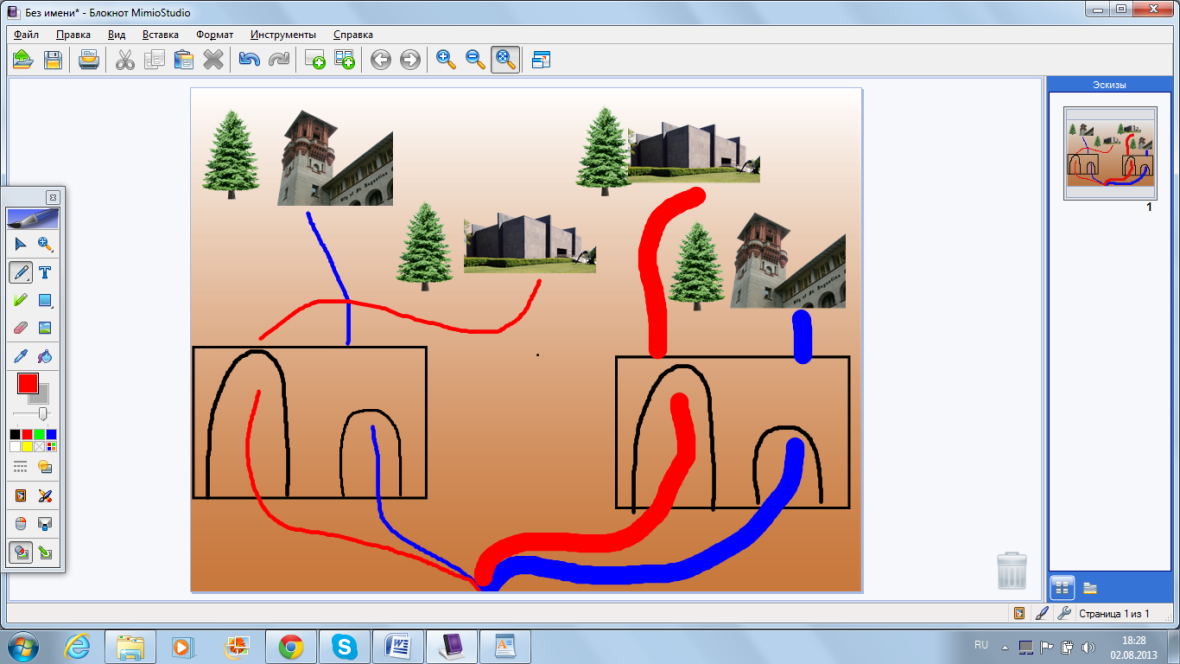 Без имени* - Блокнот MimioStudio
Файл Правка Вид Вставка Формат Инструменты Справка
Эскизы
1
Страница 1 из 1
RU
18:28
02.08.2013